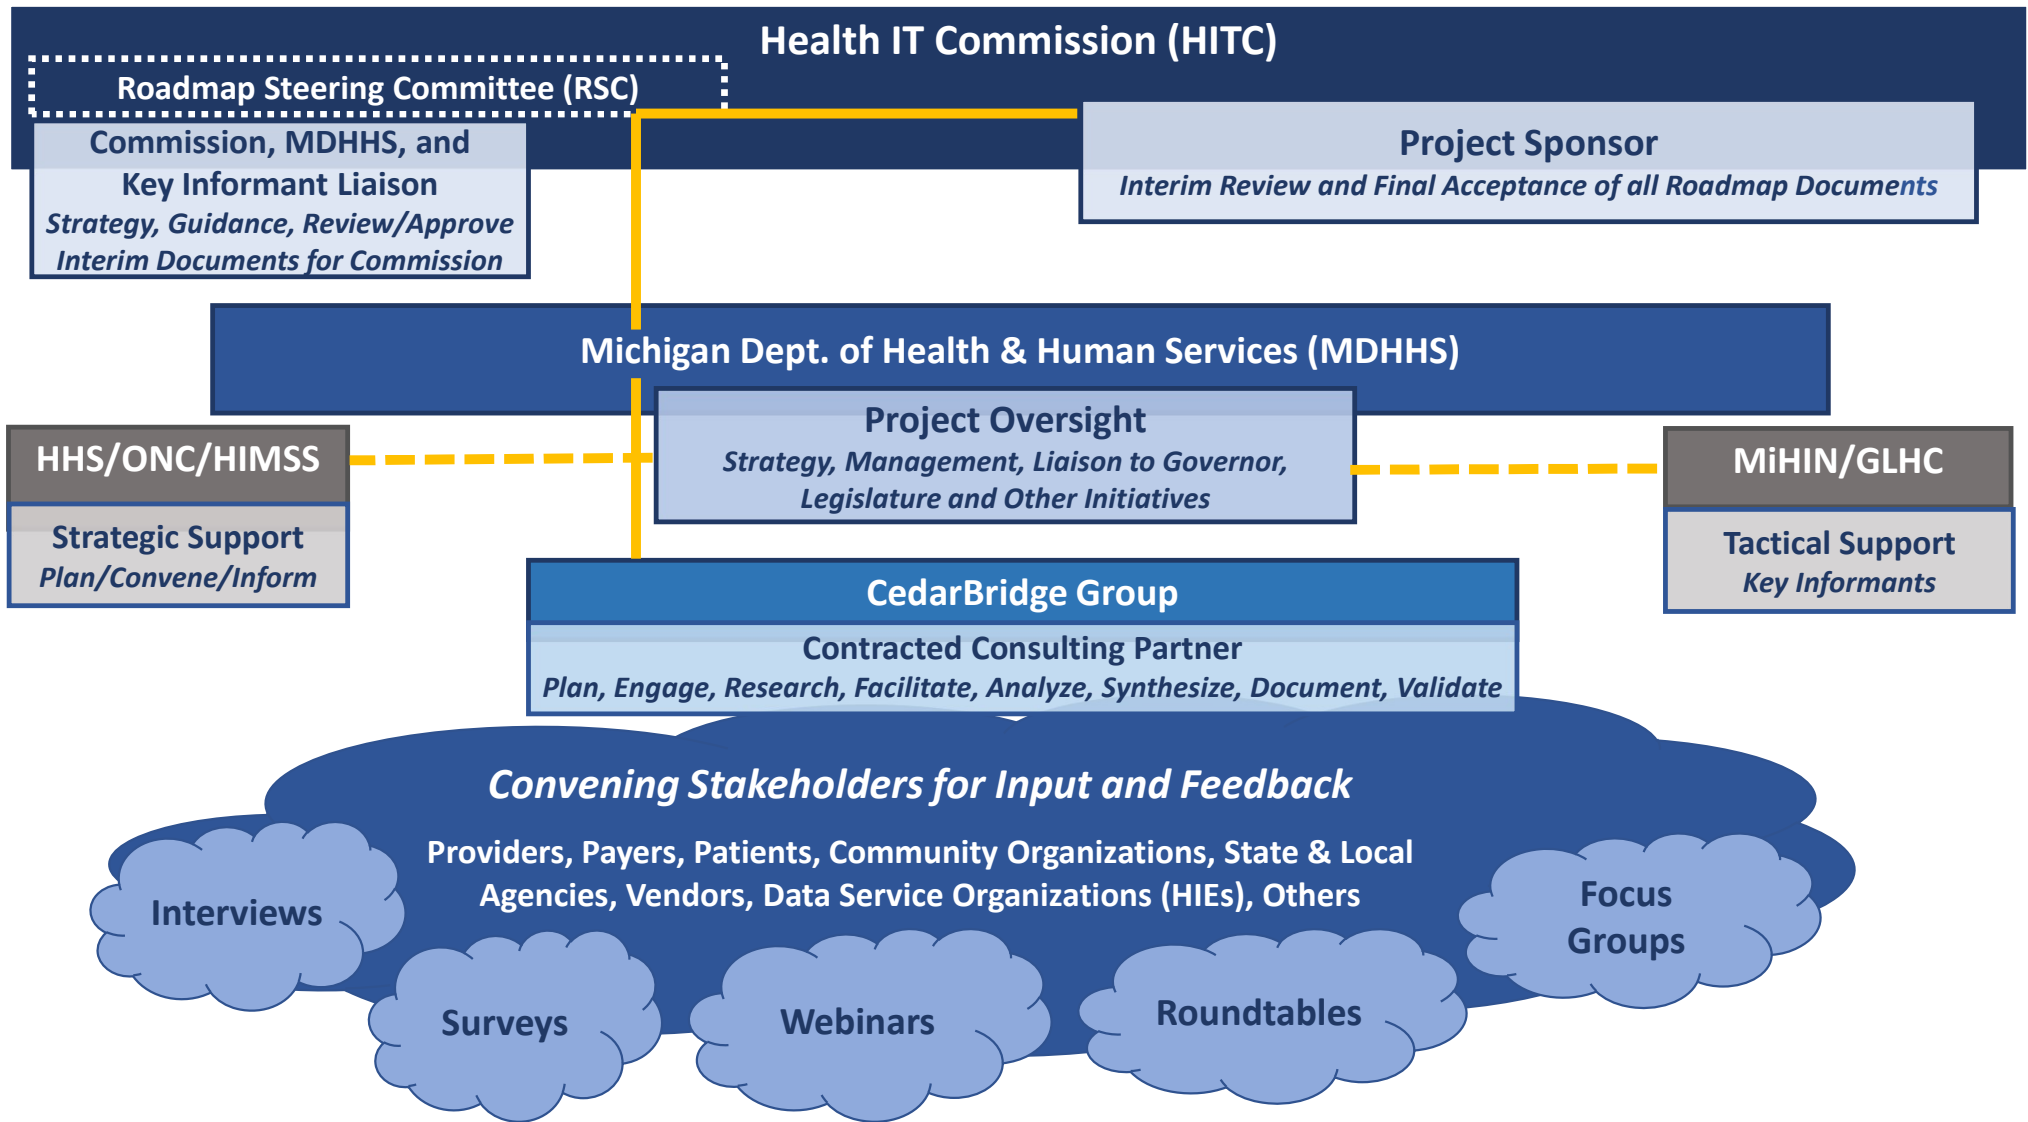 Health IT Commission (HITC)
Roadmap Steering Committee (RSC)
Commission, MDHHS, and
Key Informant Liaison
Strategy, Guidance, Review/Approve
Interim Documents for Commission
Project Sponsor
Interim Review and Final Acceptance of all Roadmap Documents
Michigan Dept. of Health & Human Services (MDHHS)
Project Oversight
Strategy, Management, Liaison to Governor,
Legislature and Other Initiatives
HHS/ONC/HIMSS
Strategic Support
Plan/Convene/Inform
MiHIN/GLHC
Tactical Support
Key Informants
CedarBridge Group
Contracted Consulting Partner
Plan, Engage, Research, Facilitate, Analyze, Synthesize, Document, Validate
Convening Stakeholders for Input and Feedback
Providers, Payers, Patients, Community Organizations, State & Local
Agencies, Vendors, Data Service Organizations (HIEs), Others
Interviews
Surveys
Webinars
Roundtables
Focus
Groups